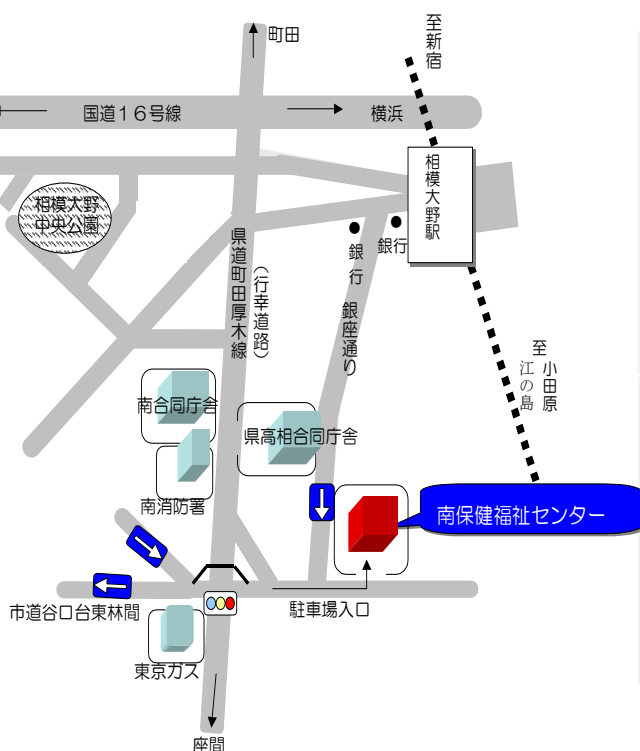 至新宿
町田
国道１６号線
横浜
相模大野駅
相模大野
中央公園
銀行
銀行
県道町田厚木線
（行幸道路）
銀座通り
至 小田原
江の島
南合同庁舎
県高相合同庁舎
南消防署
南保健福祉センター
市道谷口台東林間
駐車場入口
東京ガス
座間